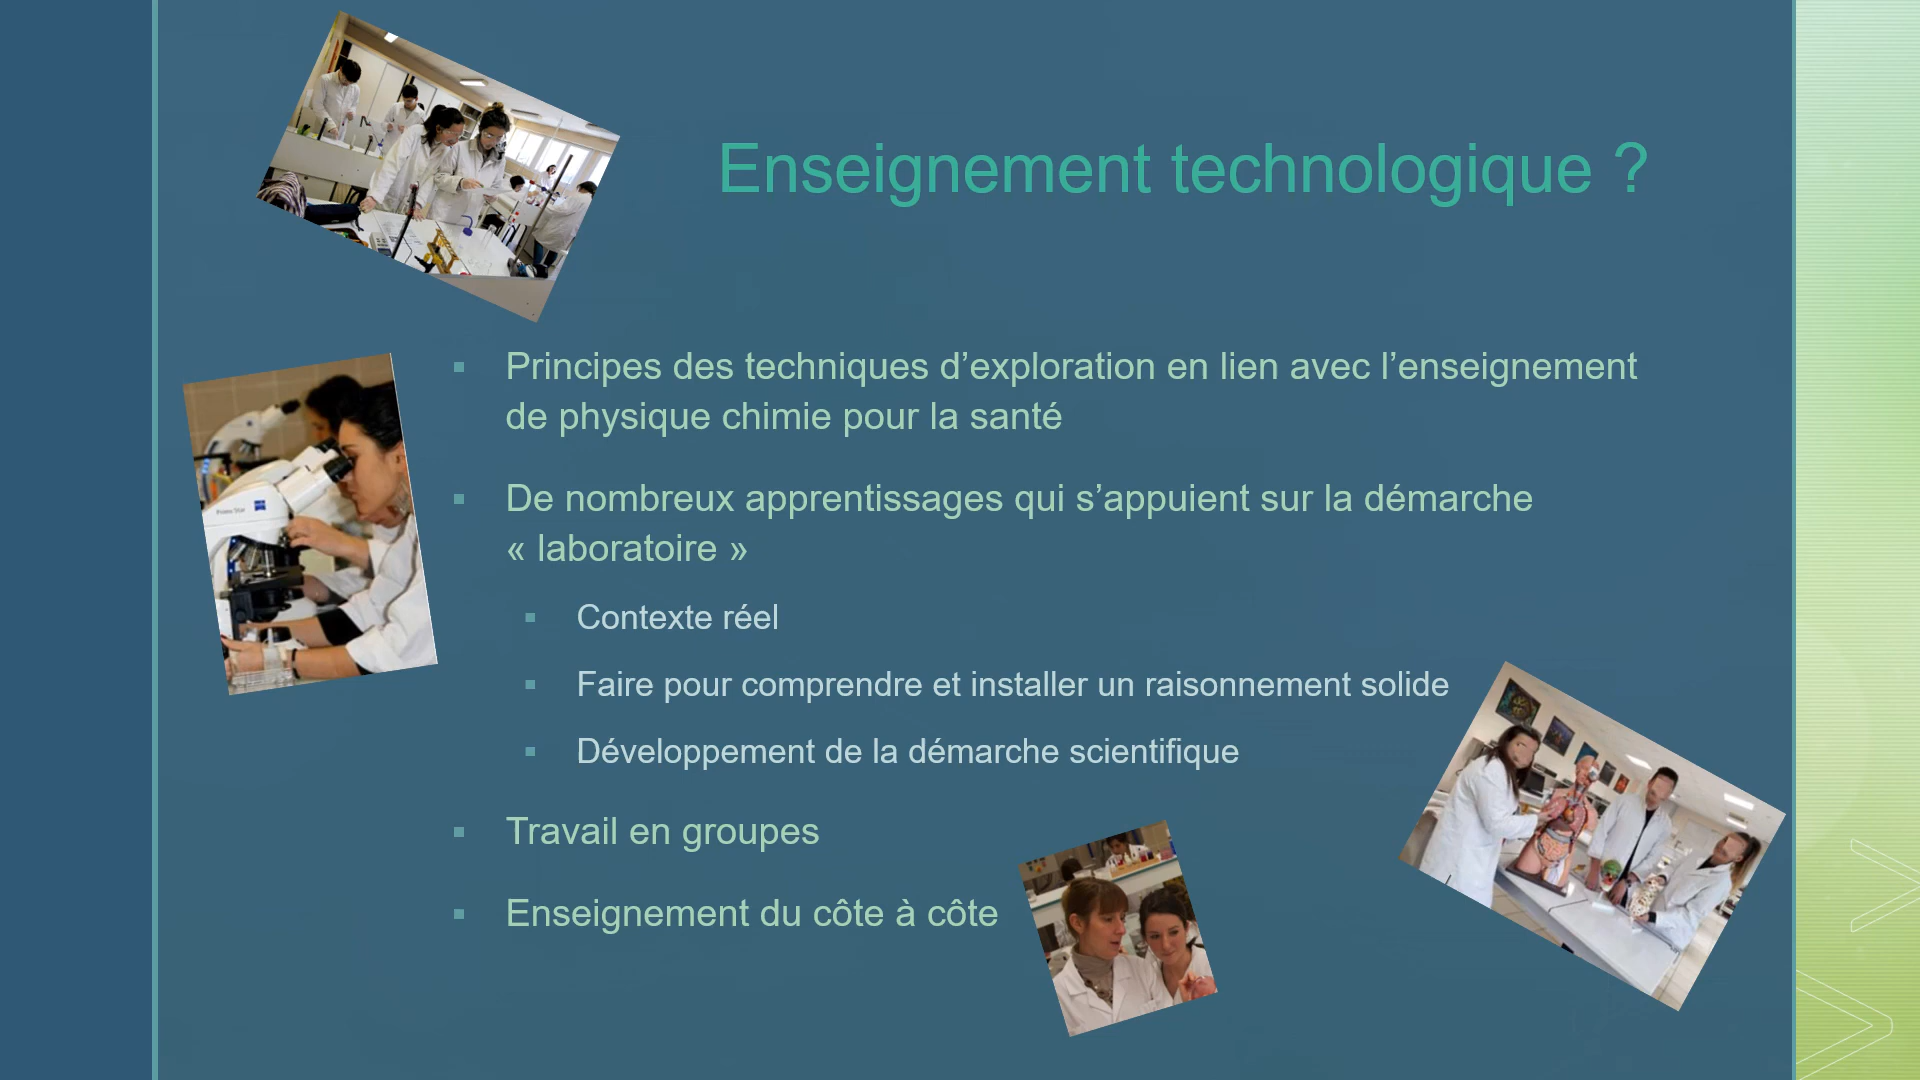 Enseignement technologique ?
Principes des techniques d’exploration en lien avec l’enseignement
de physique chimie pour la santé
De nombreux apprentissages qui s’appuient sur la démarche
« laboratoire »
Contexte réel
Faire pour comprendre et installer un raisonnement solide
Développement de la démarche scientifique
Travail en groupes
Enseignement du côte à côte
Primo Star